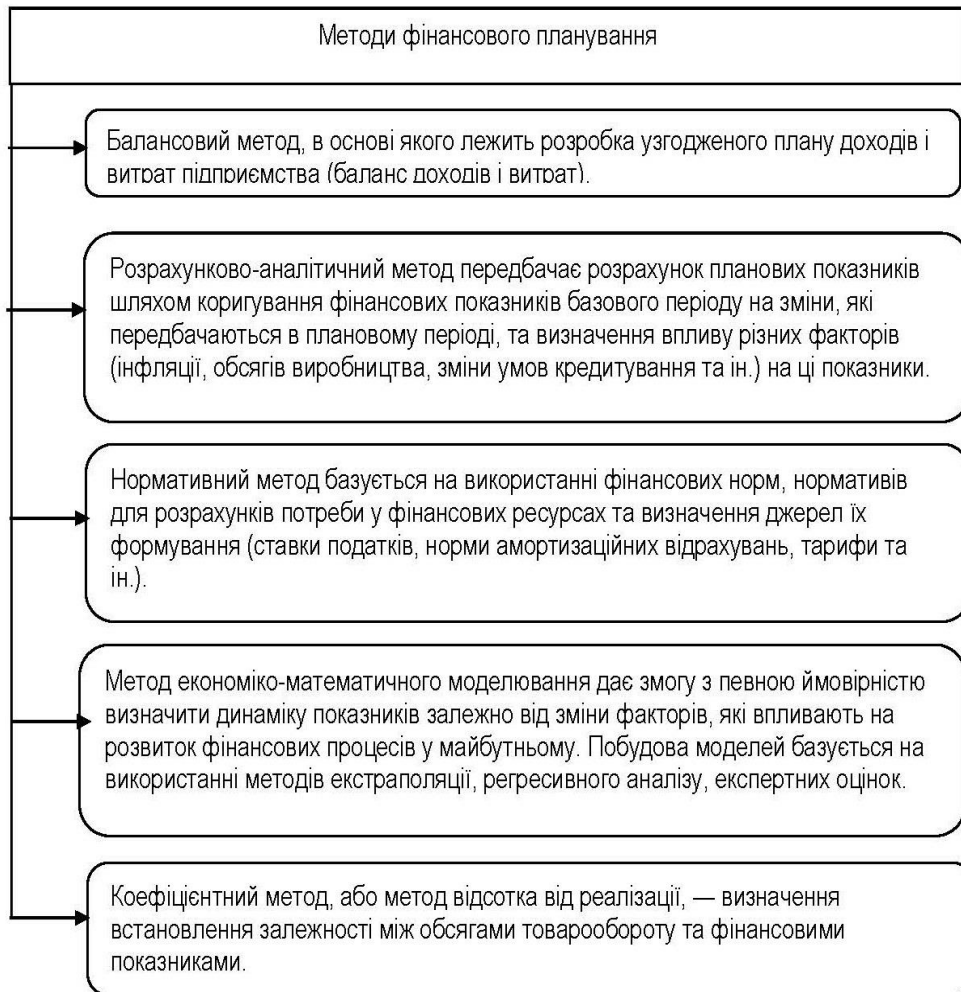 Методи фінансового планування
Балансовий метод, в основі якого лежить розробка узгодженого плану доходів і
витрат підприємства (баланс доходів і витрат).
Розрахунково-аналітичний метод передбачає розрахунок планових показників
шляхом коригування фінансових показників базового періоду на зміни, які
передбачаються в плановому періоді, та визначення впливу різних факторів
(інфляції, обсягів виробництва, зміни умов кредитування та ін.) на ці показники.
Нормативний метод базується на використанні фінансових норм, нормативів
для розрахунків потреби у фінансових ресурсах та визначення джерел їх
формування (ставки податків, норми амортизаційних відрахувань, тарифи та
ін.).
Метод економіко-математичного моделювання дає змогу з певною ймовірністю
визначити динаміку показників залежно від зміни факторів, які впливають на
розвиток фінансових процесів у майбутньому. Побудова моделей базується на
використанні методів екстраполяції, регресивного аналізу, експертних оцінок.
Коефіцієнтний метод, або метод відсотка від реалізації, — визначення
встановлення залежності між обсягами товарообороту та фінансовими
показниками.